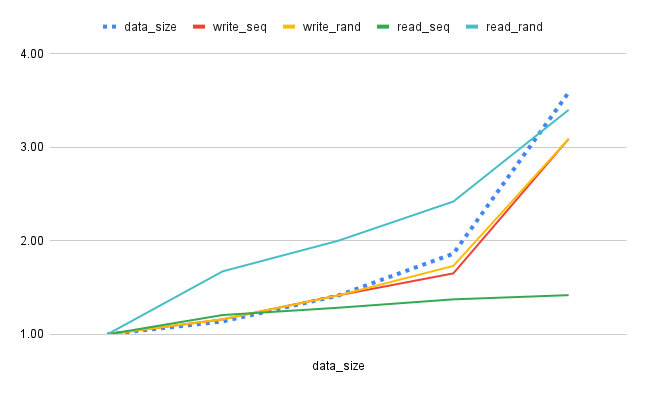 data_size write_seq write_rand read_seq read_rand
4.00
3.00
2.00
1.00
data_size